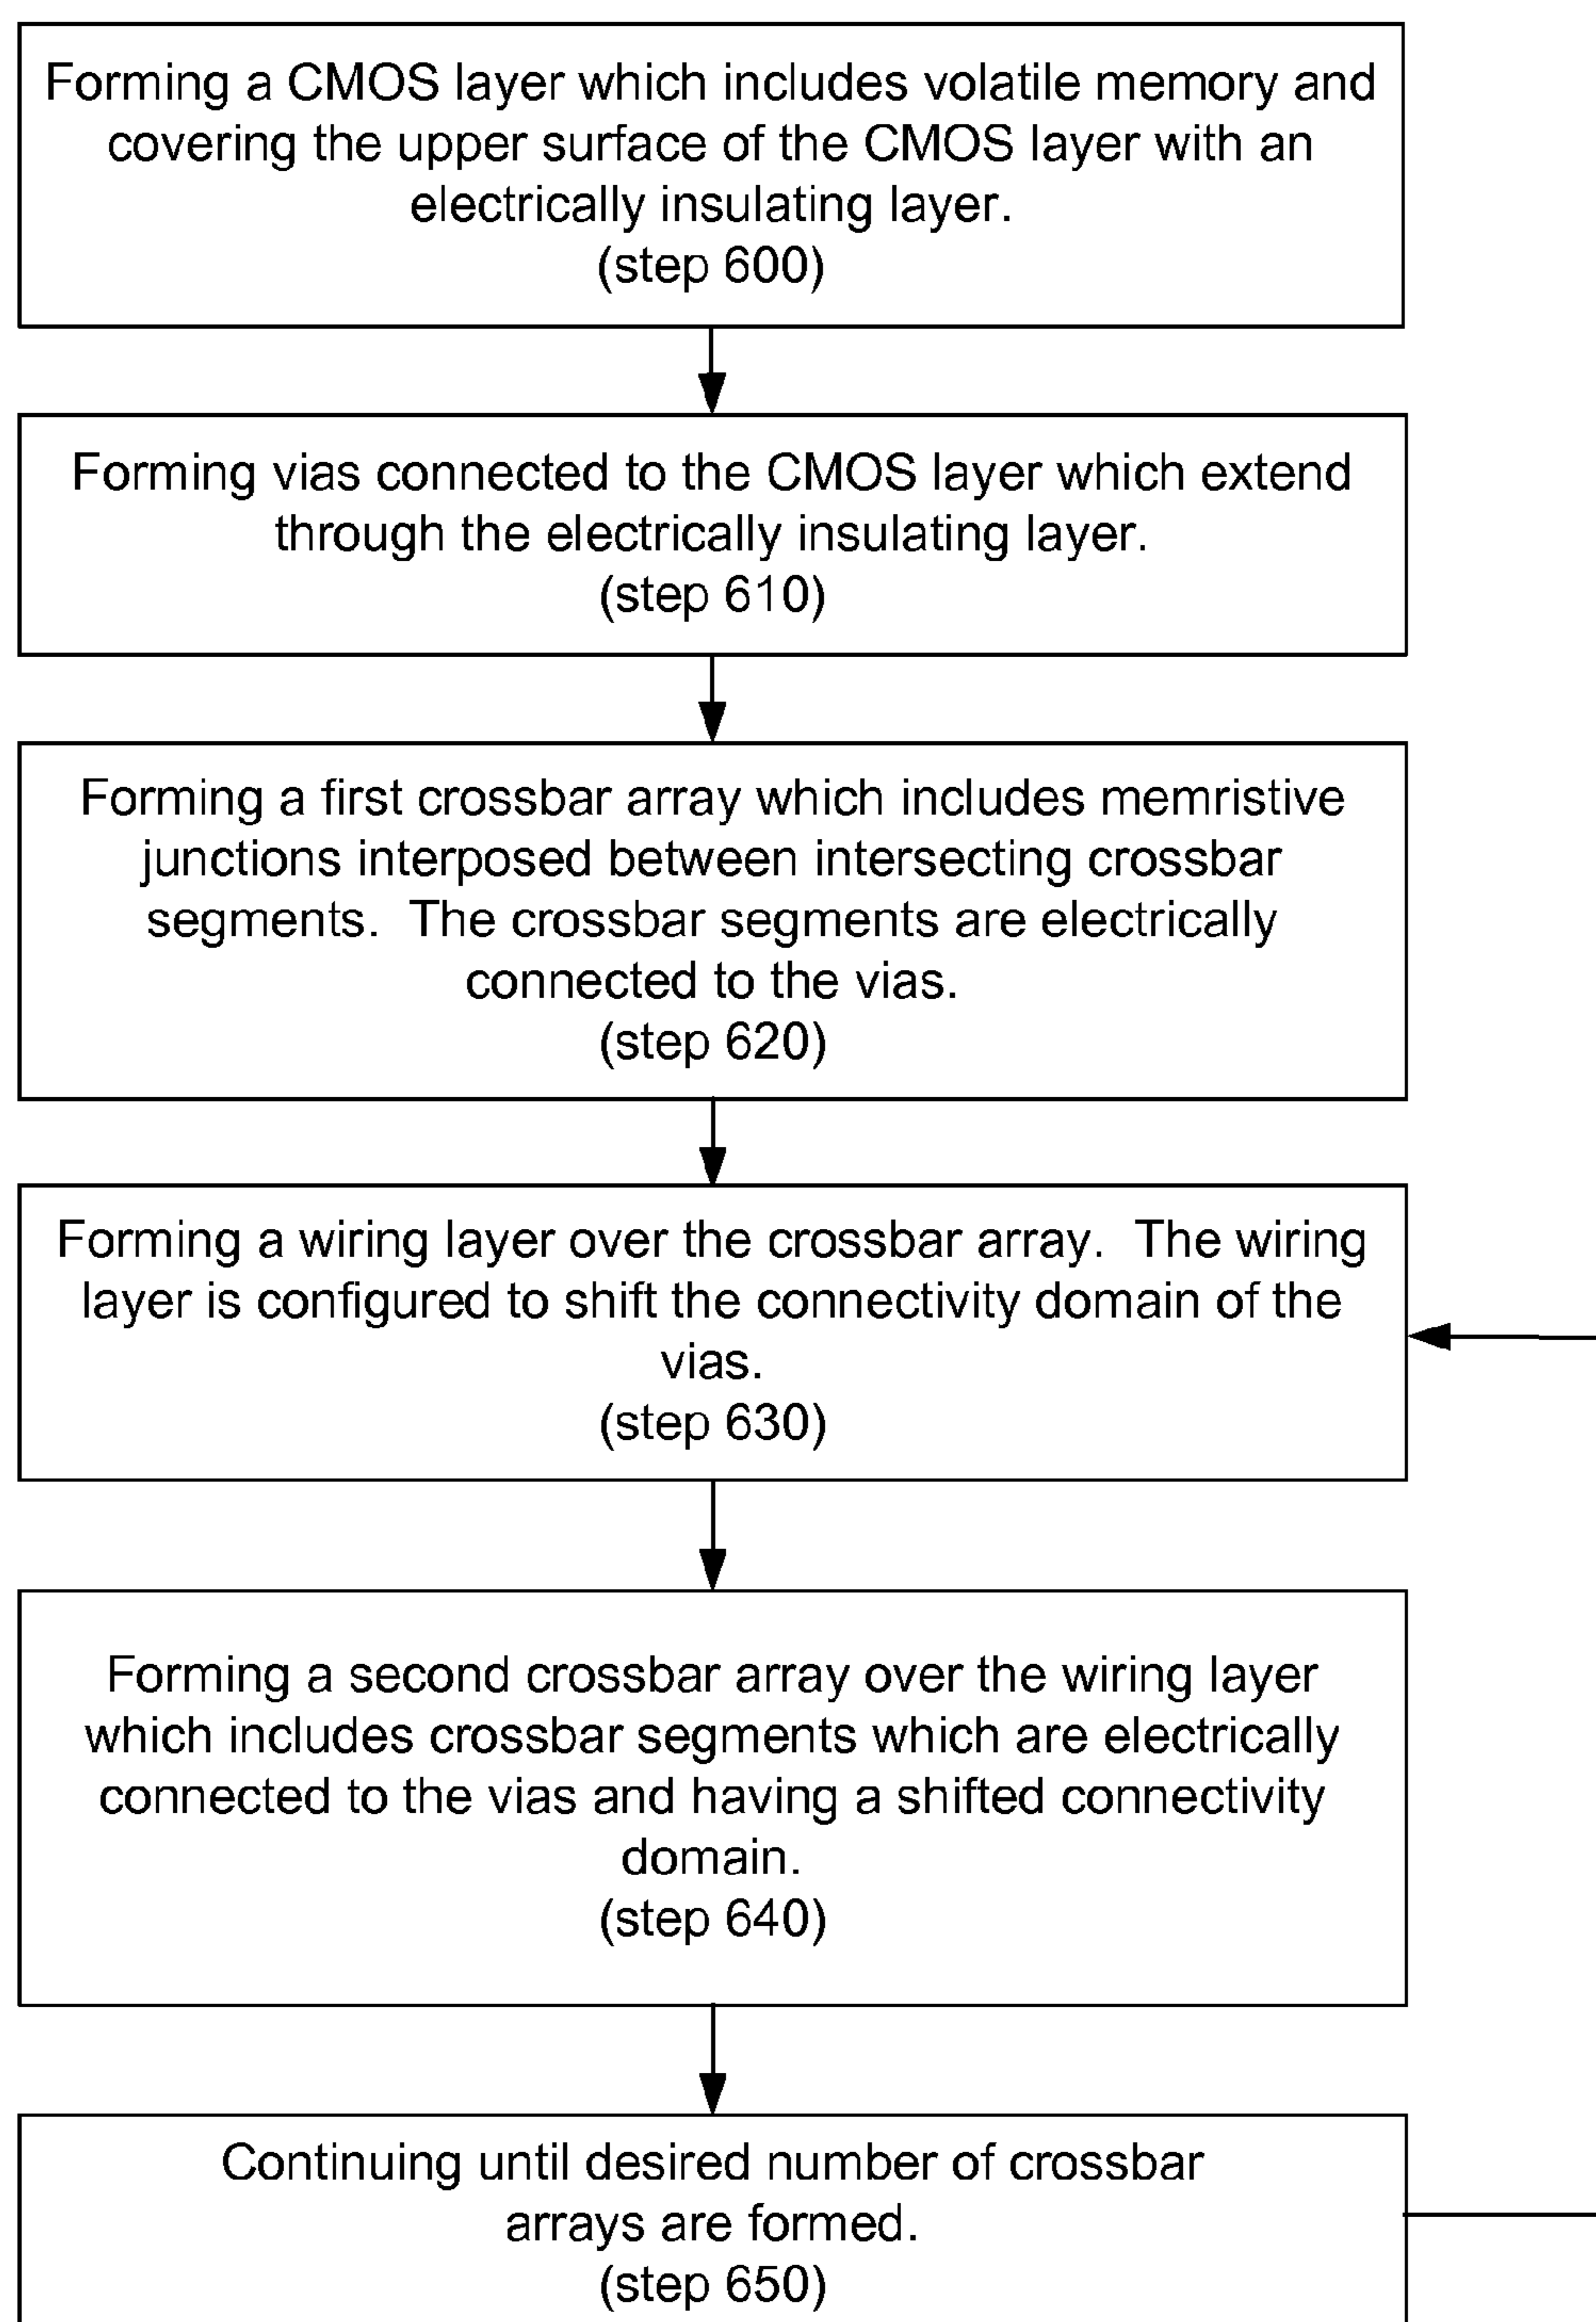 Forming a CMOS layer which includes volatile memory and
covering the upper surface of the CMOS layer with an
electrically insulating layer.
(step 600)
Forming vias connected to the CMOS layer which extend
through the electrically insulating layer.
(step 610)
Forming a first crossbar array which includes memristive
junctions interposed between intersecting crossbar
segments.  The crossbar segments are electrically
connected to the vias.
(step 620)
Forming a wiring layer over the crossbar array.  The wiring
layer is configured to shift the connectivity domain of the
vias.
(step 630)
Forming a second crossbar array over the wiring layer
which includes crossbar segments which are electrically
connected to the vias and having a shifted connectivity
domain.
(step 640)
Continuing until desired number of crossbar
arrays are formed.
(step 650)